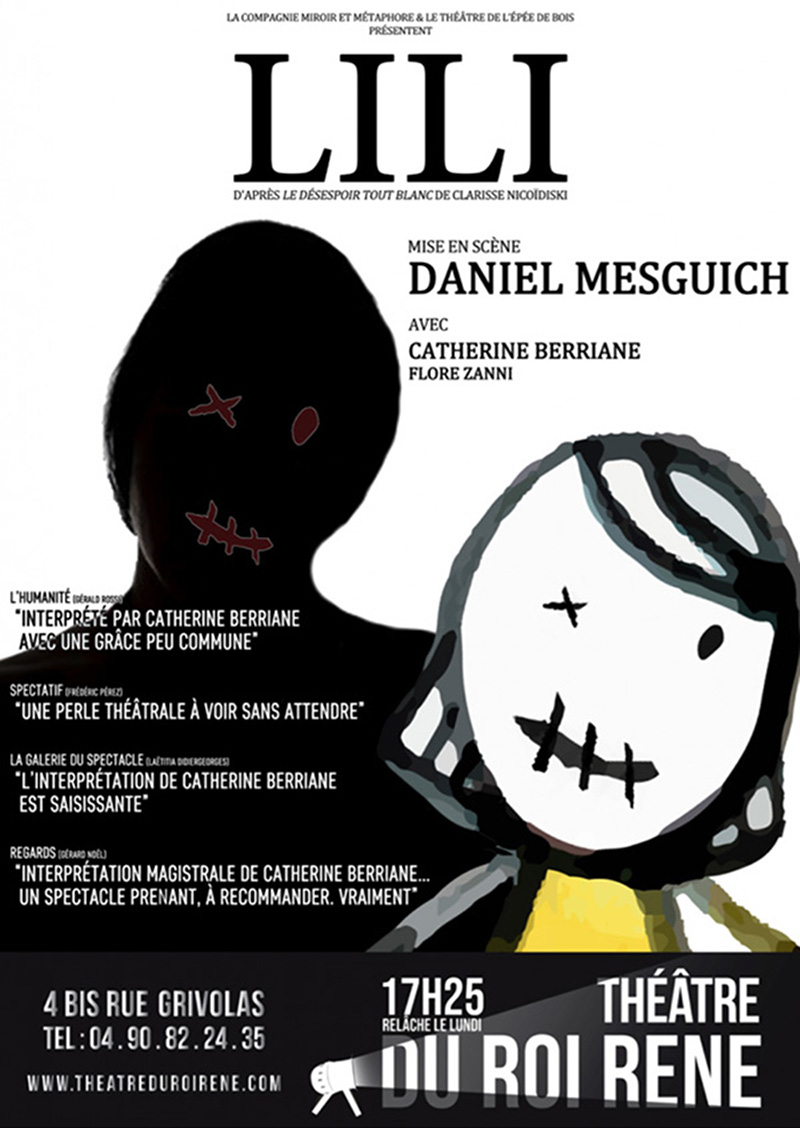 LA COMPAGNIE MIROIR ET MÉTAPHORE & LE THÉÂTRE DE L'ÉPÉE DE BOIS
PRÉSENTENT
LILI
D'APRÈS LE DÉSESPOIR TOUT BLANC DE CLARISSE NICOÏDISKI
MISE EN SCÈNE
DANIEL MESGUICH
AVEC
CATHERINE BERRIANE
FLORE ZANNI
L'HUMANITÉ (GÉRALD ROSSI)
"INTERPRÉTÉ PAR CATHERINE BERRIANE
AVEC UNE GRÂCE PEU COMMUNE"
SPECTATIF (FRÉDÉRIC PÉREZ)
"UNE PERLE THÉÂTRALE À VOIR SANS ATTENDRE"
LA GALERIE DU SPECTACLE (LAËTITIA DIDIERGEORGES)
"L'INTERPRÉTATION DE CATHERINE BERRIANE
EST SAISISSANTE"
REGARDS (GÉRARD NOËL)
"INTERPRÉTATION MAGISTRALE DE CATHERINE BERRIANE...
UN SPECTACLE PRENANT, À RECOMMANDER. VRAIMENT"
4 BIS RUE GRIVOLAS
TEL : 04.90.82.24.35
WWW.THEATREDUROIRENE.COM
17H25
RELÂCHE LE LUNDI
THÉÂTRE
DU ROI RENE